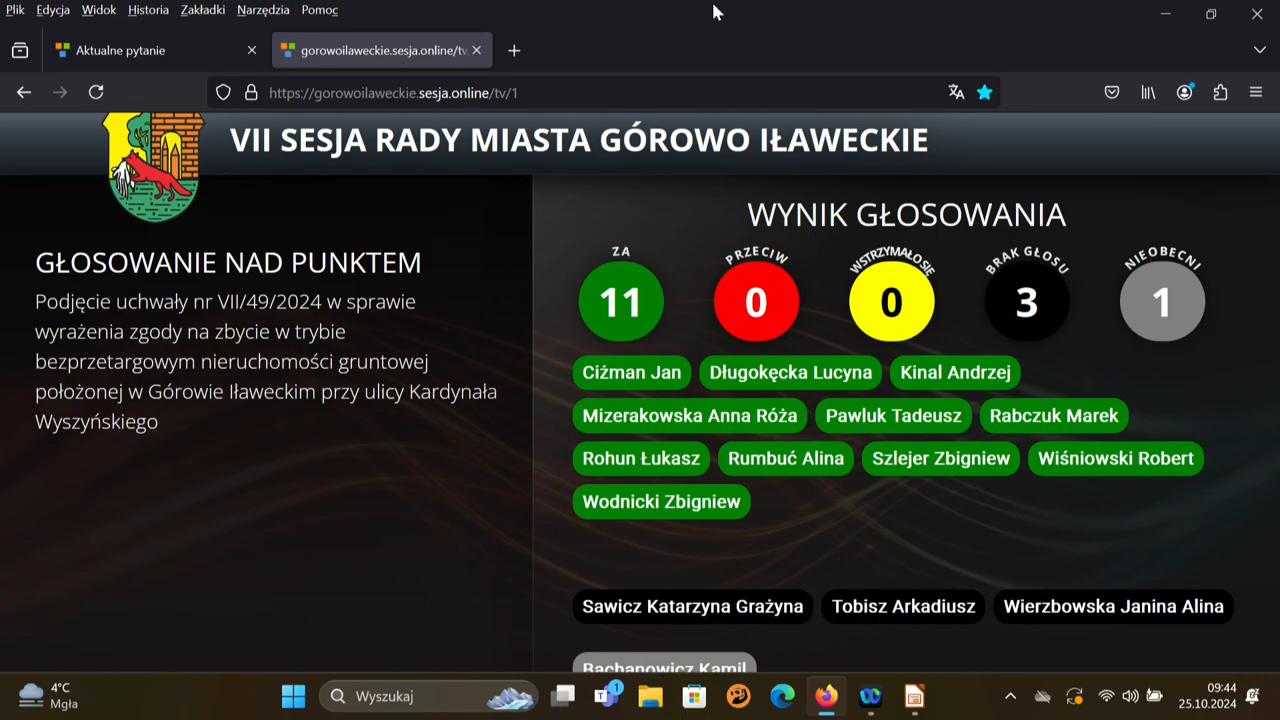 Plik Edycja Widok Historia Zakładki Narzędzia Pomoc
Aktualne pytanie
gorowoilaweckie.sesja.online/tv
https://gorowoilaweckie.sesja.online/tv/1
VII SESJA RADY MIASTA GÓROWO IŁAWECKIE
GŁOSOWANIE NAD PUNKTEM
Podjęcie uchwały nr VII/49/2024 w sprawie
wyrażenia zgody na zbycie w trybie
bezprzetargowym nieruchomości gruntowej
położonej w Górowie Iławeckim przy ulicy Kardynała
Wyszyńskiego
WYNIK GŁOSOWANIA
ZA PRZECIW WSTRZYMAŁO SIĘ BRAK GŁOSU NIEOBECNI
11 0 0 3 1
Ciżman Jan Długokęcka Lucyna Kinal Andrzej
Mizerakowska Anna Róża Pawluk Tadeusz Rabczuk Marek
Rohun Łukasz Rumbuć Alina Szlejer Zbigniew Wiśniowski Robert
Wodnicki Zbigniew
Sawicz Katarzyna Grażyna Tobisz Arkadiusz Wierzbowska Janina Alina
Bachanowicz Kamil
4°C
Mgła
Wyszukaj
1
09:44
25.10.2024